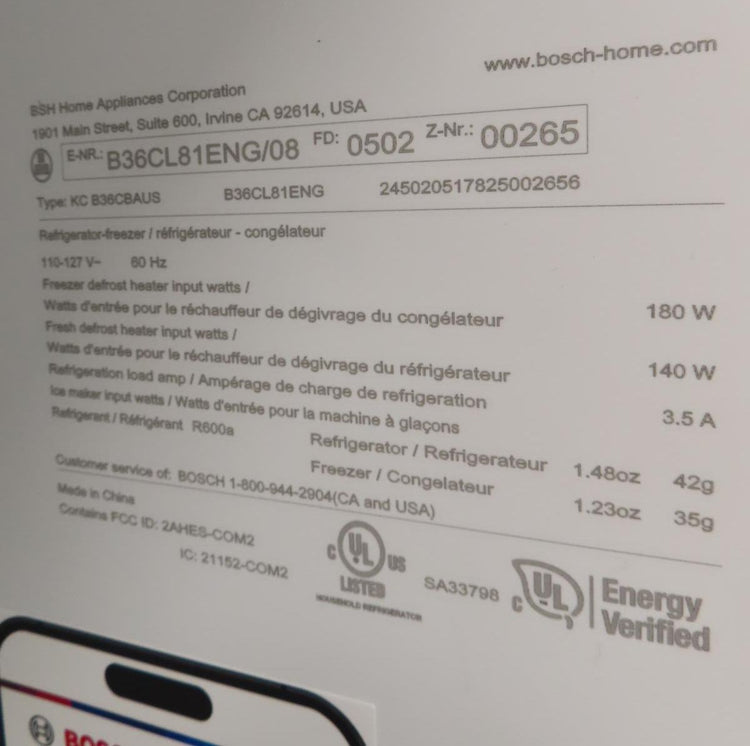 www.bosch-home.com
BSH Home Appliances Corporation
1901 Main Street, Suite 600, Irvine CA 92614, USA
E-NR.: B36CL81ENG/08 FD: 0502 Z-Nr.: 00265
Type: KC B36CBAUS B36CL81ENG 245020517825002656
Refrigerator-freezer / réfrigérateur - congélateur
110-127 V~ 60 Hz
Freezer defrost heater input watts /
Watts d'entrée pour le réchauffeur de dégivrage du congélateur 180 W
Fresh defrost heater input watts /
Watts d'entrée pour le réchauffeur de dégivrage du réfrigérateur 140 W
Refrigeration load amp / Ampérage de charge de refrigeration 3.5 A
Ice maker input watts / Watts d'entrée pour la machine à glaçons
Refrigerant / Réfrigérant R600a Refrigerator / Refrigerateur 1.48oz 42g
Freezer / Congelateur 1.23oz 35g
Customer service of: BOSCH 1-800-944-2904(CA and USA)
Made in China
Contains FCC ID: 2AHES-COM2
IC: 21152-COM2
C UL US
LISTED
HOUSEHOLD REFRIGERATOR
SA33798
C UL
Energy
Verified